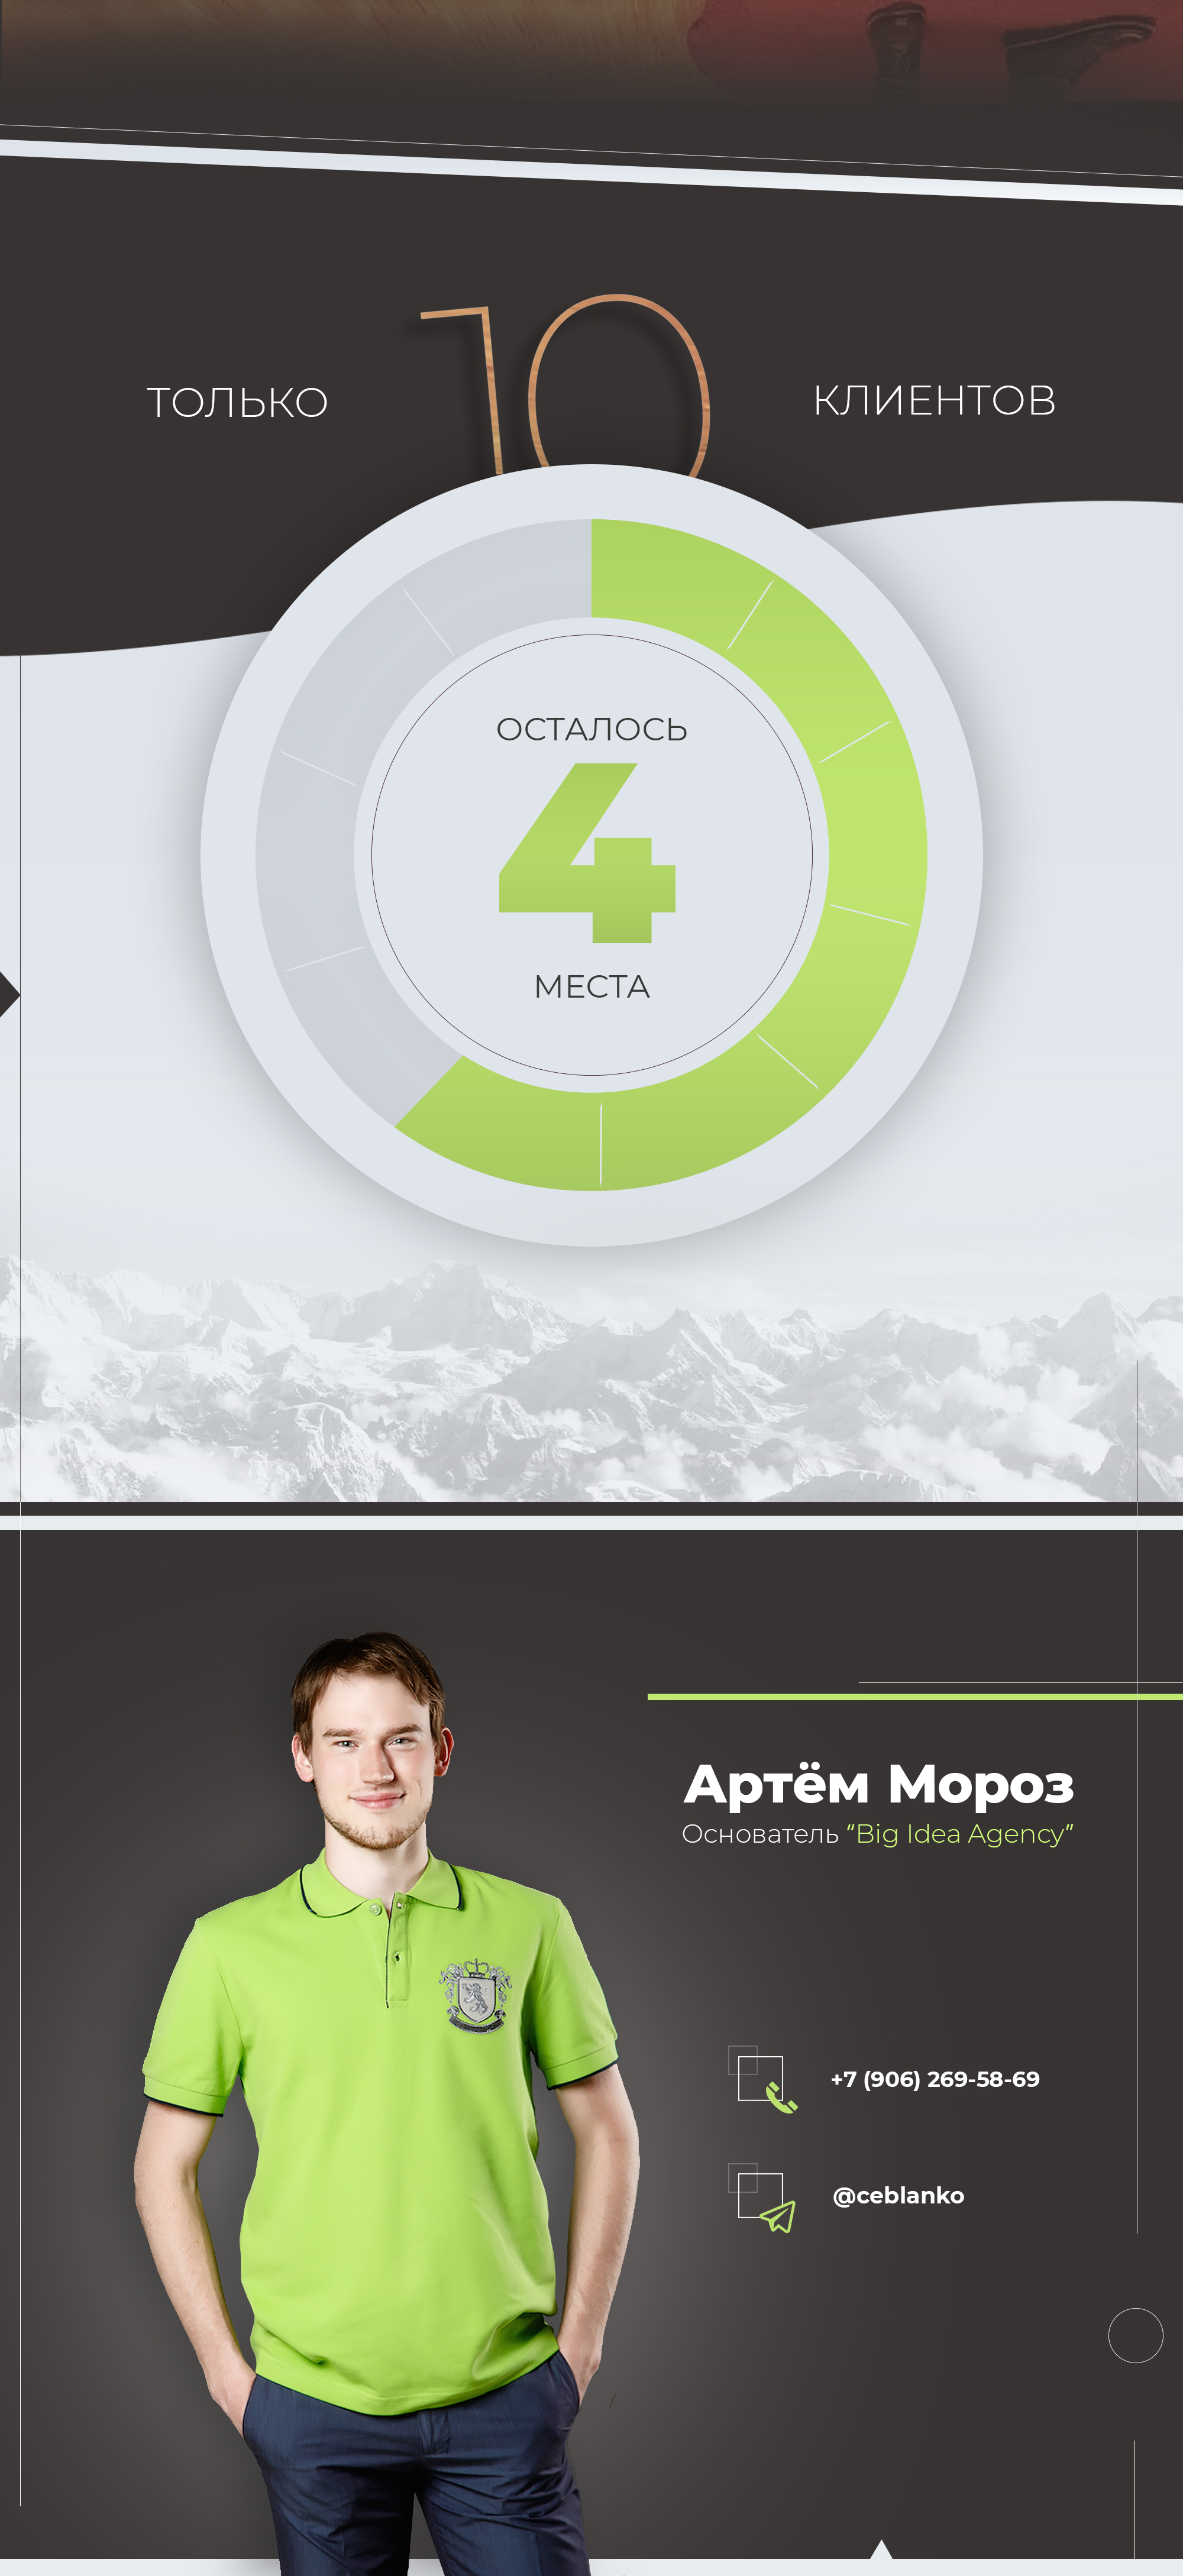 ТОЛЬКО 10 КЛИЕНТОВ
ОСТАЛОСЬ
4
МЕСТА
Артём Мороз
Основатель “Big Idea Agency”
+7 (906) 269-58-69
@ceblanko